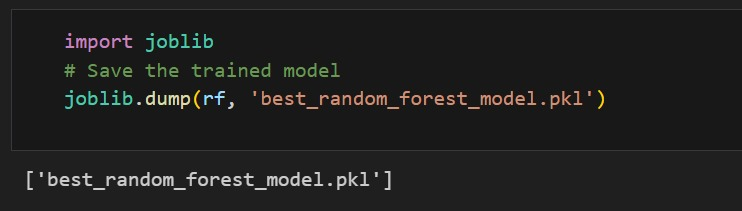 import joblib
# Save the trained model
joblib.dump(rf, 'best_random_forest_model.pkl')
['best_random_forest_model.pkl']